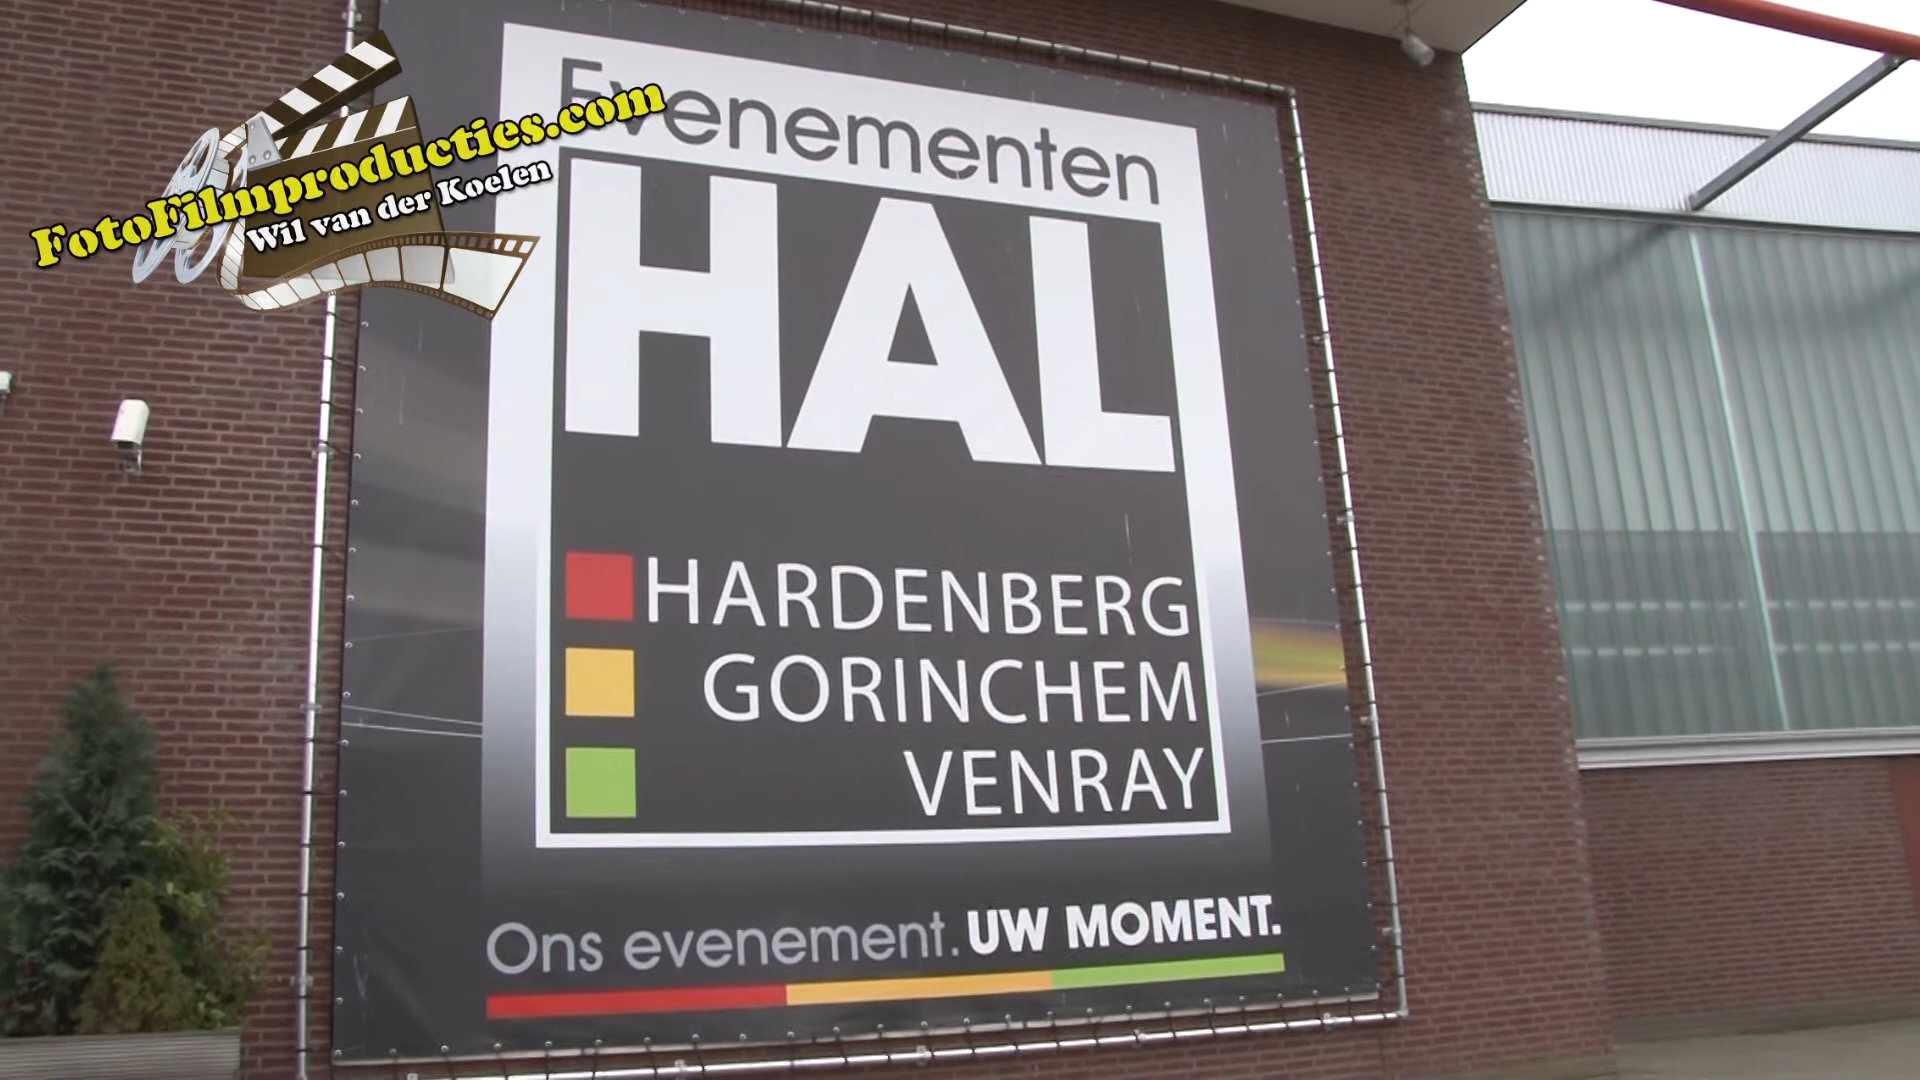 FotoFilmproducties.com
Wil van der Koelen
Evenementen
HAL
HARDENBERG
GORINCHEM
VENRAY
Ons evenement. UW MOMENT.